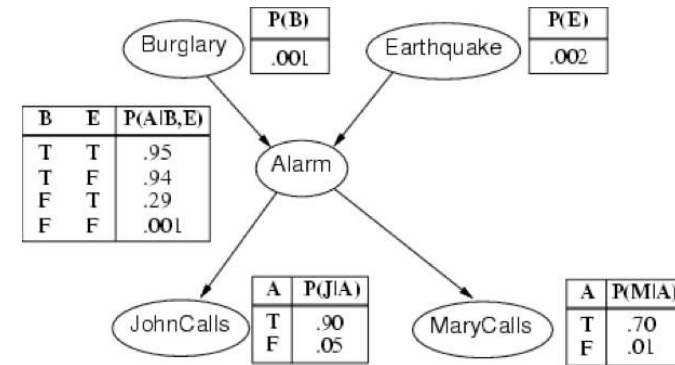 Burglary
P(B)
.001
Earthquake
P(E)
.002
B E P(A|B,E)
T T .95
T F .94
F T .29
F F .001
Alarm
JohnCalls
A P(J|A)
T .90
F .05
MaryCalls
A P(M|A)
T .70
F .01